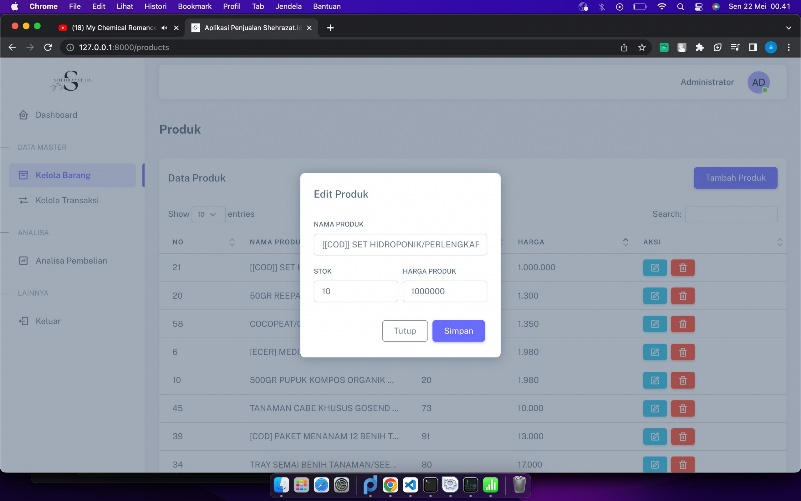 Chrome File Edit Lihat Histori Bookmark Profil Tab Jendela Bantuan Sen 22 Mei 00.41
(18) My Chemical Romance
Aplikasi Penjualan Shehrazat.in
127.0.0.1:8000/products
S
Administrator
AD
Dashboard
DATA MASTER
Kelola Barang
Kelola Transaksi
ANALISA
Analisa Pembelian
LAINNYA
Keluar
Produk
Data Produk
Tambah Produk
Show 10 entries
Search:
NO NAMA PRODU HARGA AKSI
21 [[COD]] SET H 1.000.000
20 50GR REEPA 1.300
58 COCOPEAT/C 1.350
6 [ECER] MEDI 1.980
10 500GR PUPUK KOMPOS ORGANIK ... 20 1.980
45 TANAMAN CABE KHUSUS GOSEND ... 73 10.000
39 [COD] PAKET MENANAM 12 BENIH T... 91 13.000
34 TRAY SEMAI BENIH TANAMAN/SEE... 80 17.000
Edit Produk
NAMA PRODUK
[[COD]] SET HIDROPONIK/PERLENGKAF
STOK HARGA PRODUK
10 1000000
Tutup Simpan